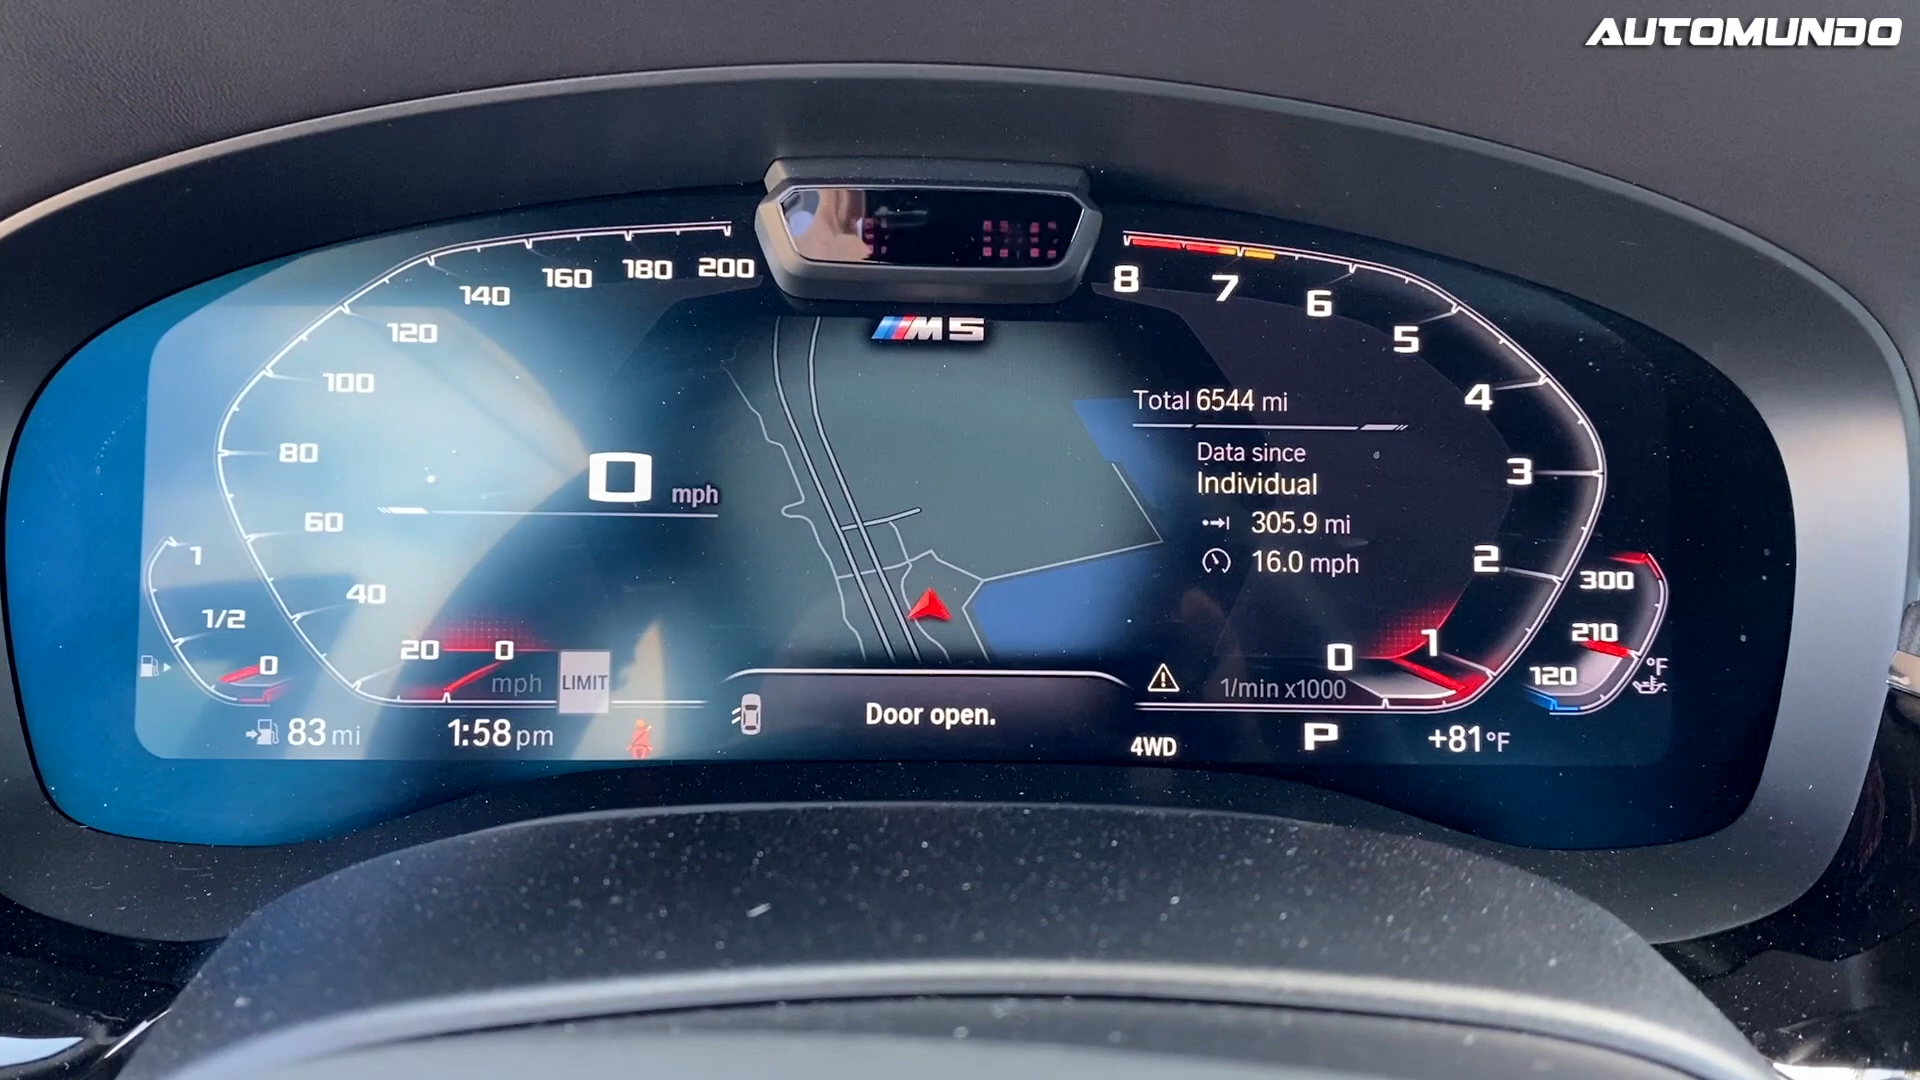 AUTOMUNDO
200
180
160
140
120
100
80
60
40
20
0
mph
0 mph
LIMIT
1
1/2
0
83 mi
1:58 pm
M5
Door open.
8
7
6
5
4
3
2
1
0
1/min x1000
Total 6544 mi
Data since
Individual
305.9 mi
16.0 mph
300
210
120
°F
4WD
P
+81°F